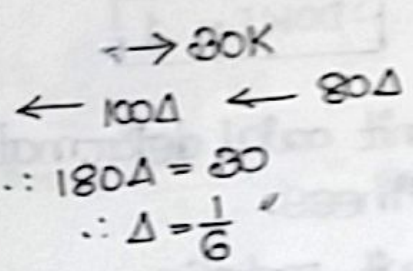 ← → 30K
← 100Δ ← 80Δ
∴ 180Δ = 30
∴ Δ = 1/6